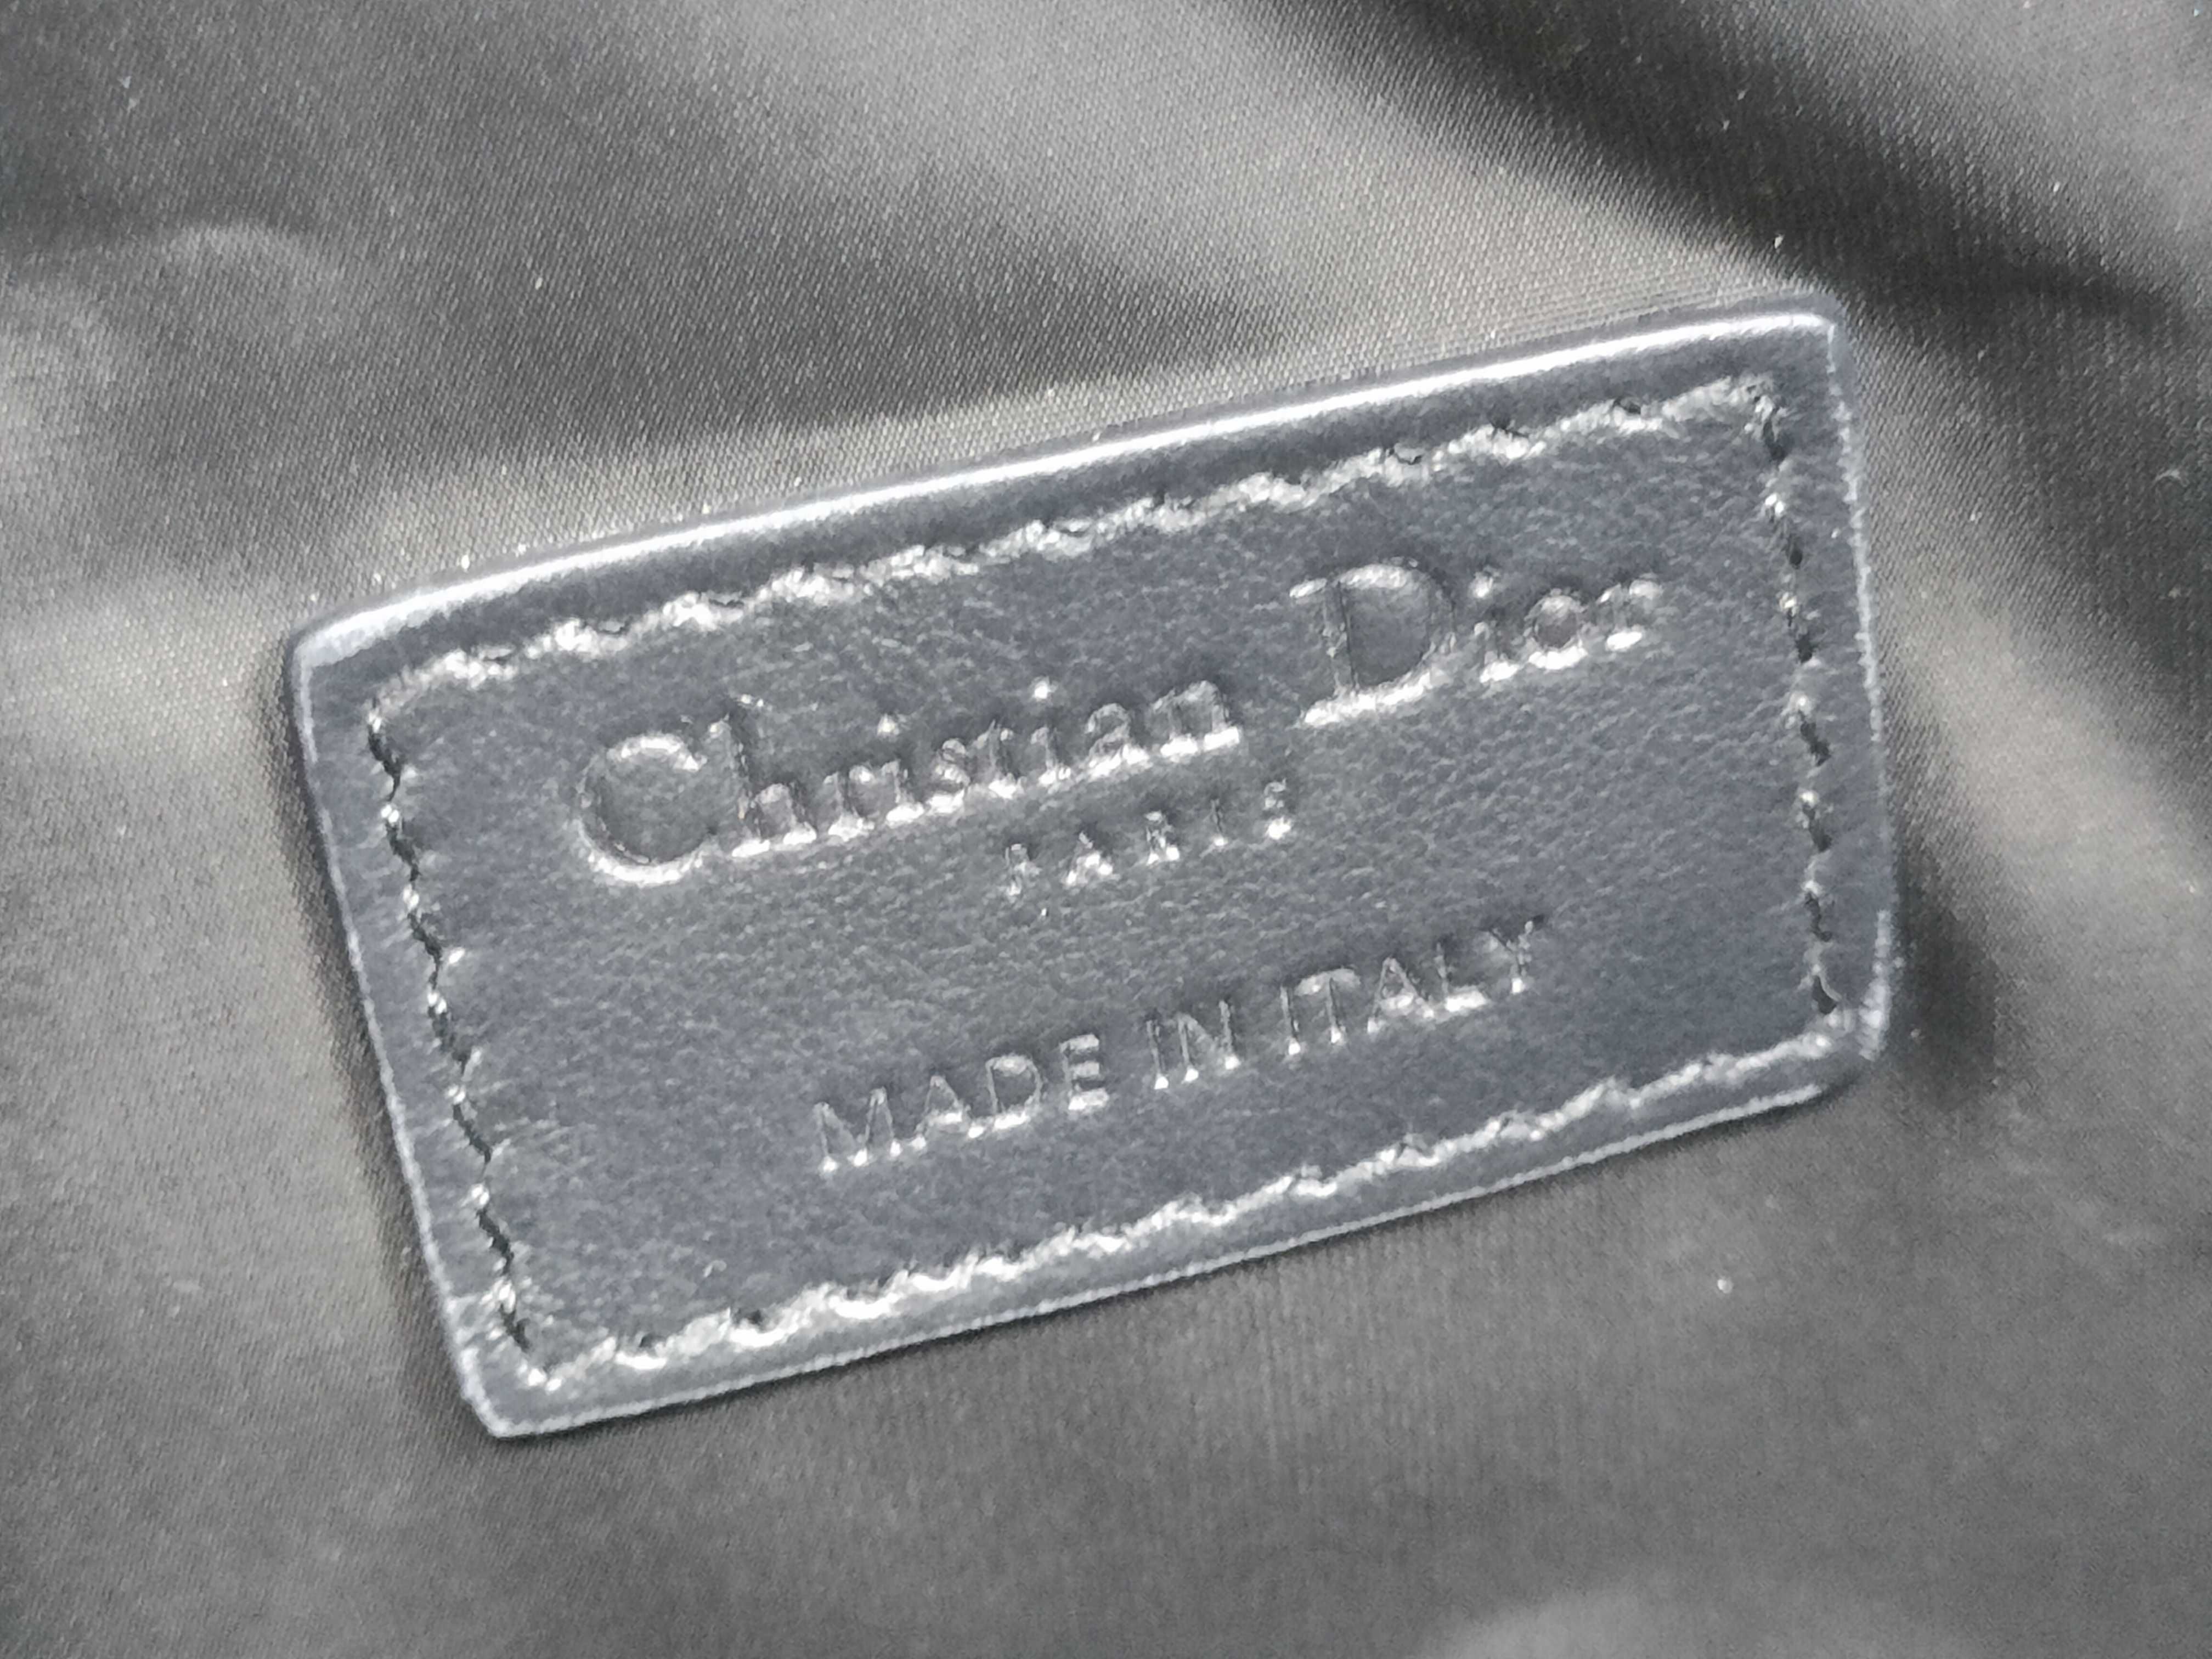 Christian Dior
PARIS
MADE IN ITALY